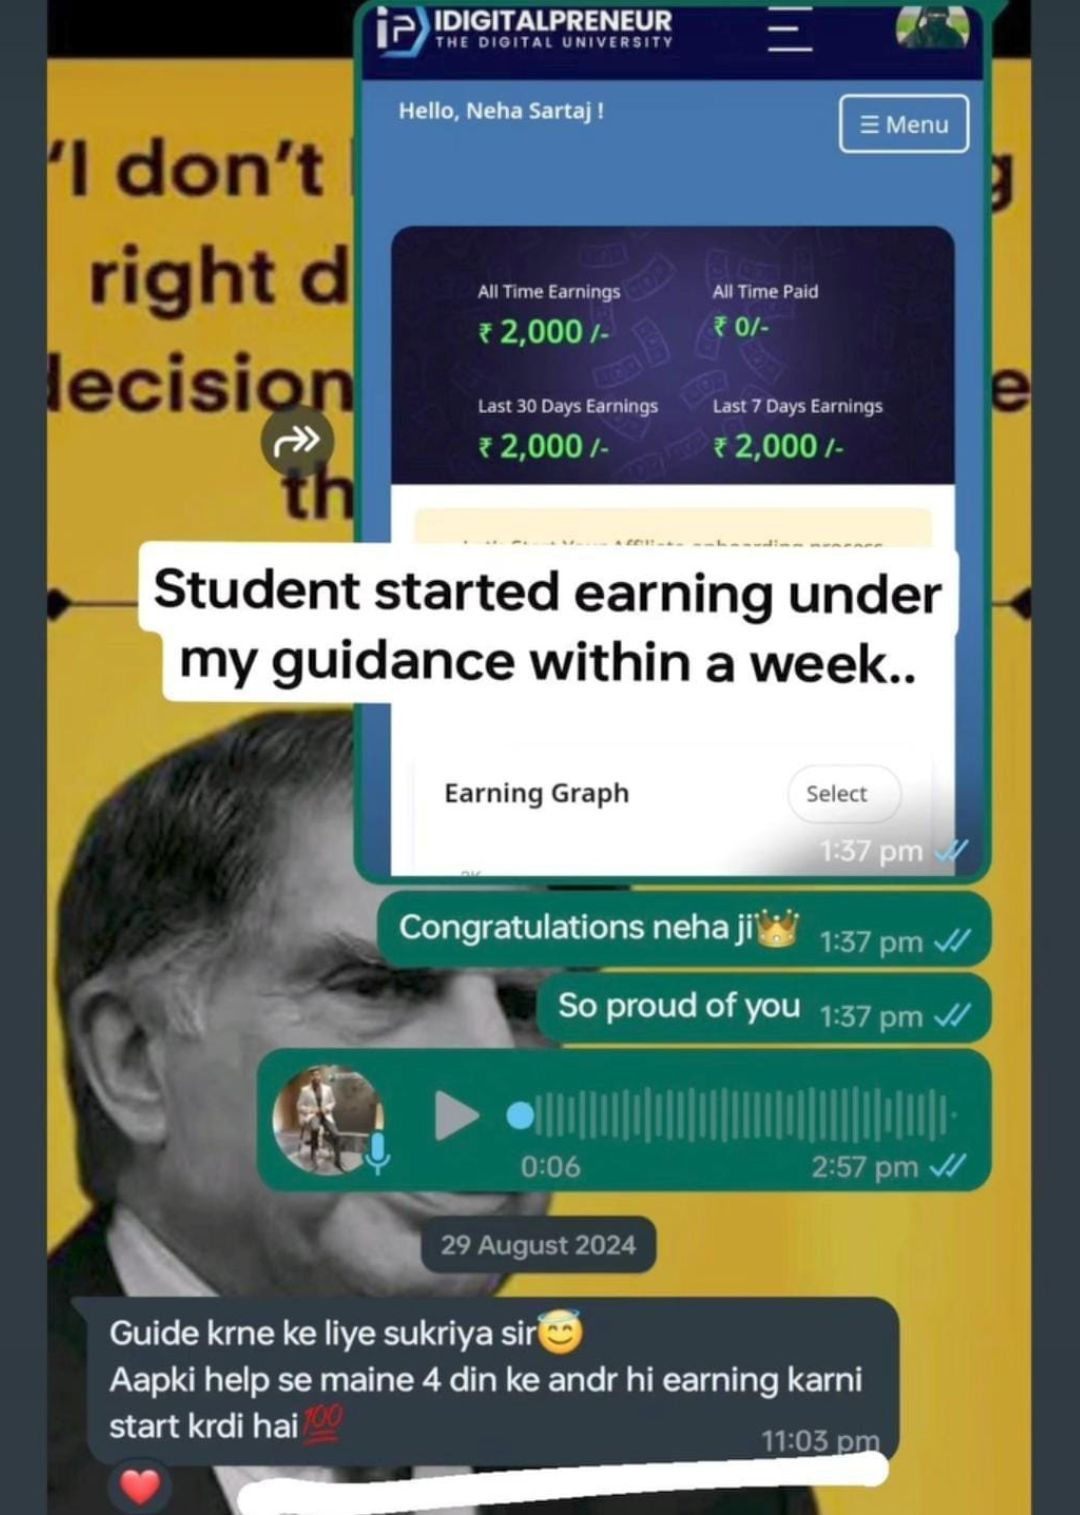 IDIGITALPRENEUR
THE DIGITAL UNIVERSITY
Hello, Neha Sartaj !
☰ Menu
'I don't
right d
decision
th
g
e
All Time Earnings
₹ 2,000 /-
All Time Paid
₹ 0/-
Last 30 Days Earnings
₹ 2,000 /-
Last 7 Days Earnings
₹ 2,000 /-
Student started earning under
my guidance within a week..
Earning Graph
Select
1:37 pm
Congratulations neha ji👑 1:37 pm
So proud of you 1:37 pm
0:06
2:57 pm
29 August 2024
Guide krne ke liye sukriya sir😇
Aapki help se maine 4 din ke andr hi earning karni
start krdi hai💯
11:03 pm
❤️